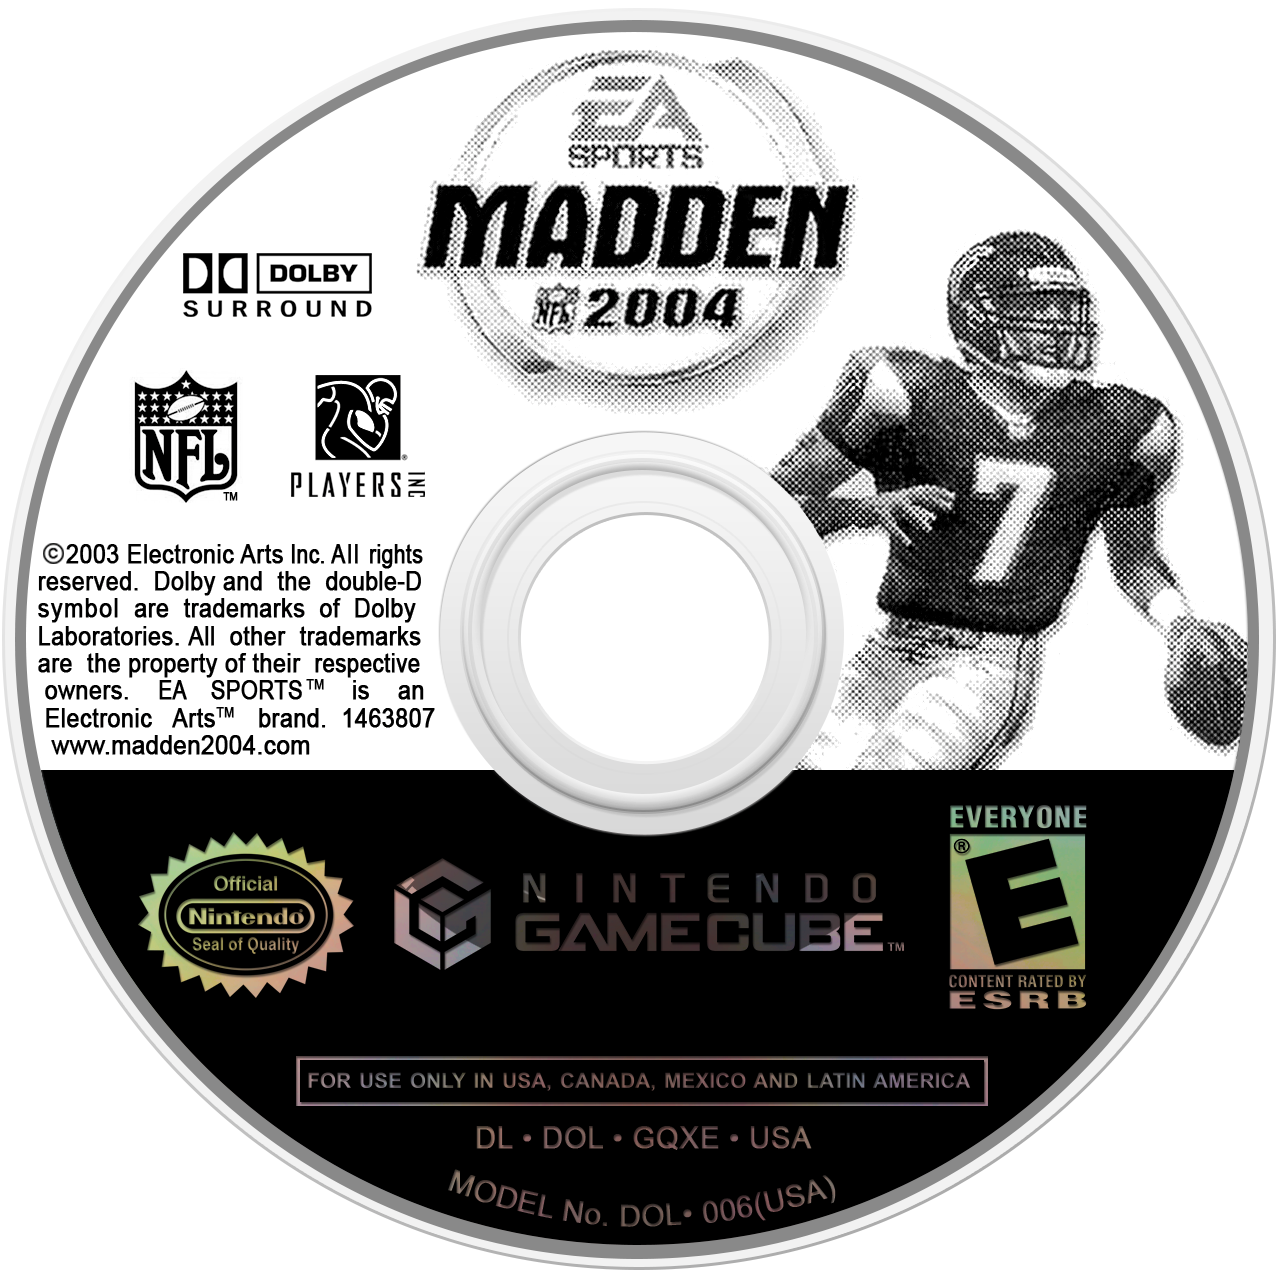 EA
SPORTS™
MADDEN
NFL 2004
DOLBY
SURROUND
NFL
TM
®
PLAYERS INC
7
©2003 Electronic Arts Inc. All rights
reserved. Dolby and the double-D
symbol are trademarks of Dolby
Laboratories. All other trademarks
are the property of their respective
owners. EA SPORTS™ is an
Electronic Arts™ brand. 1463807
www.madden2004.com
Official
Nintendo®
Seal of Quality
NINTENDO
GAMECUBE™
EVERYONE
®
E
CONTENT RATED BY
ESRB
FOR USE ONLY IN USA, CANADA, MEXICO AND LATIN AMERICA
DL • DOL • GQXE • USA
MODEL No. DOL• 006(USA)